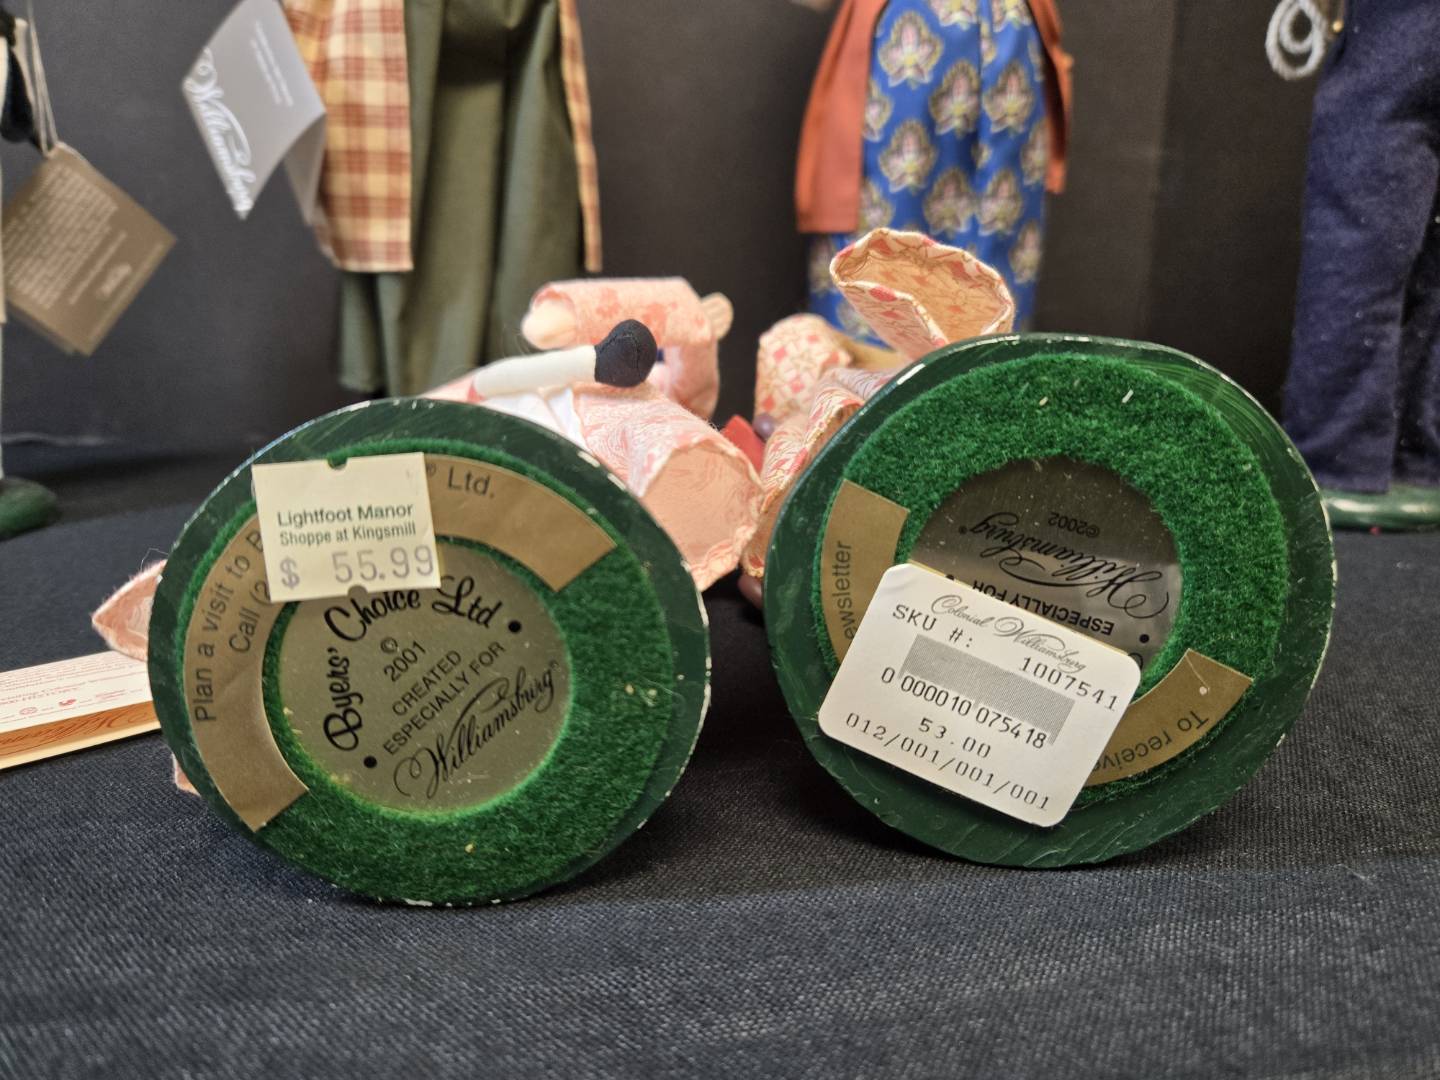 Williamsburg
Plan a visit to B
® Ltd.
Call (2
Lightfoot Manor
Shoppe at Kingsmill
$ 55.99
Byers' Choice Ltd
©
2001
CREATED
ESPECIALLY FOR
Williamsburg®
©2002
Williamsburg®
ESPECIALLY FOR
ewsletter
To receive
Colonial Williamsburg
SKU #:
1007541
0 000010 075418
53.00
012/001/001/001